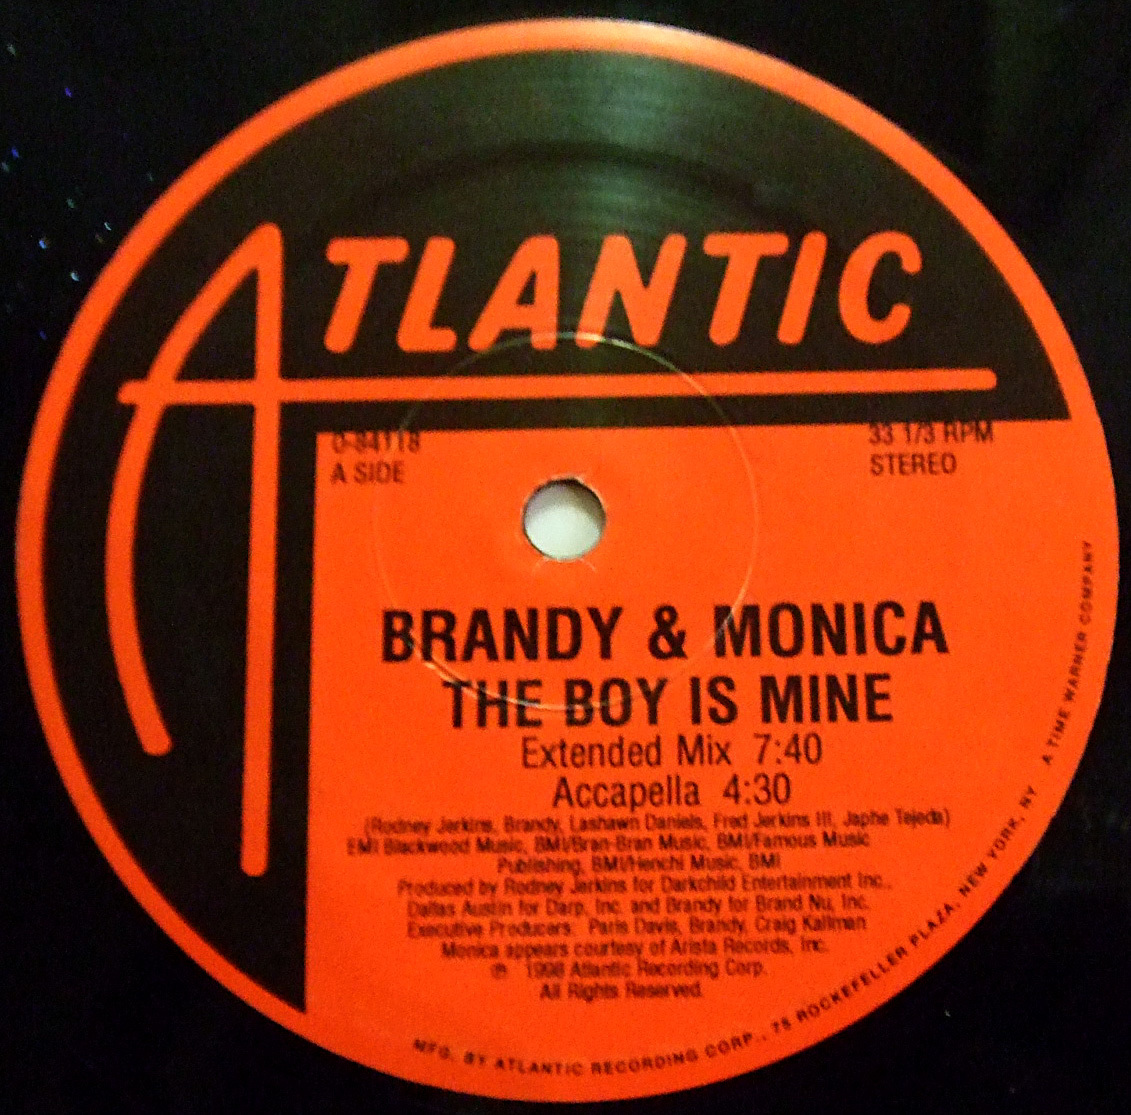 ATLANTIC
0-84118
A SIDE
33 1/3 RPM
STEREO
BRANDY & MONICA
THE BOY IS MINE
Extended Mix 7:40
Accapella 4:30
(Rodney Jerkins, Brandy, Lashawn Daniels, Fred Jerkins III, Japhe Tejeda)
EMI Blackwood Music, BMI/Bran-Bran Music, BMI/Famous Music
Publishing, BMI/Henchi Music, BMI
Produced by Rodney Jerkins for Darkchild Entertainment Inc.,
Dallas Austin for Darp, Inc. and Brandy for Brand Nu, Inc.
Executive Producers: Paris Davis, Brandy, Craig Kallman
Monica appears courtesy of Arista Records, Inc.
℗ 1998 Atlantic Recording Corp.
All Rights Reserved.
MFG. BY ATLANTIC RECORDING CORP., 75 ROCKEFELLER PLAZA, NEW YORK, NY A TIME WARNER COMPANY